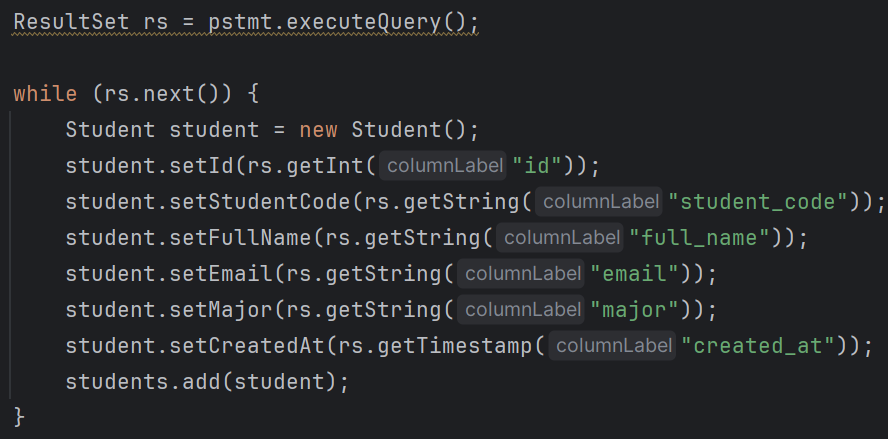 ResultSet rs = pstmt.executeQuery();
while (rs.next()) {
Student student = new Student();
student.setId(rs.getInt( columnLabel "id"));
student.setStudentCode(rs.getString( columnLabel "student_code"));
student.setFullName(rs.getString( columnLabel "full_name"));
student.setEmail(rs.getString( columnLabel "email"));
student.setMajor(rs.getString( columnLabel "major"));
student.setCreatedAt(rs.getTimestamp( columnLabel "created_at"));
students.add(student);
}